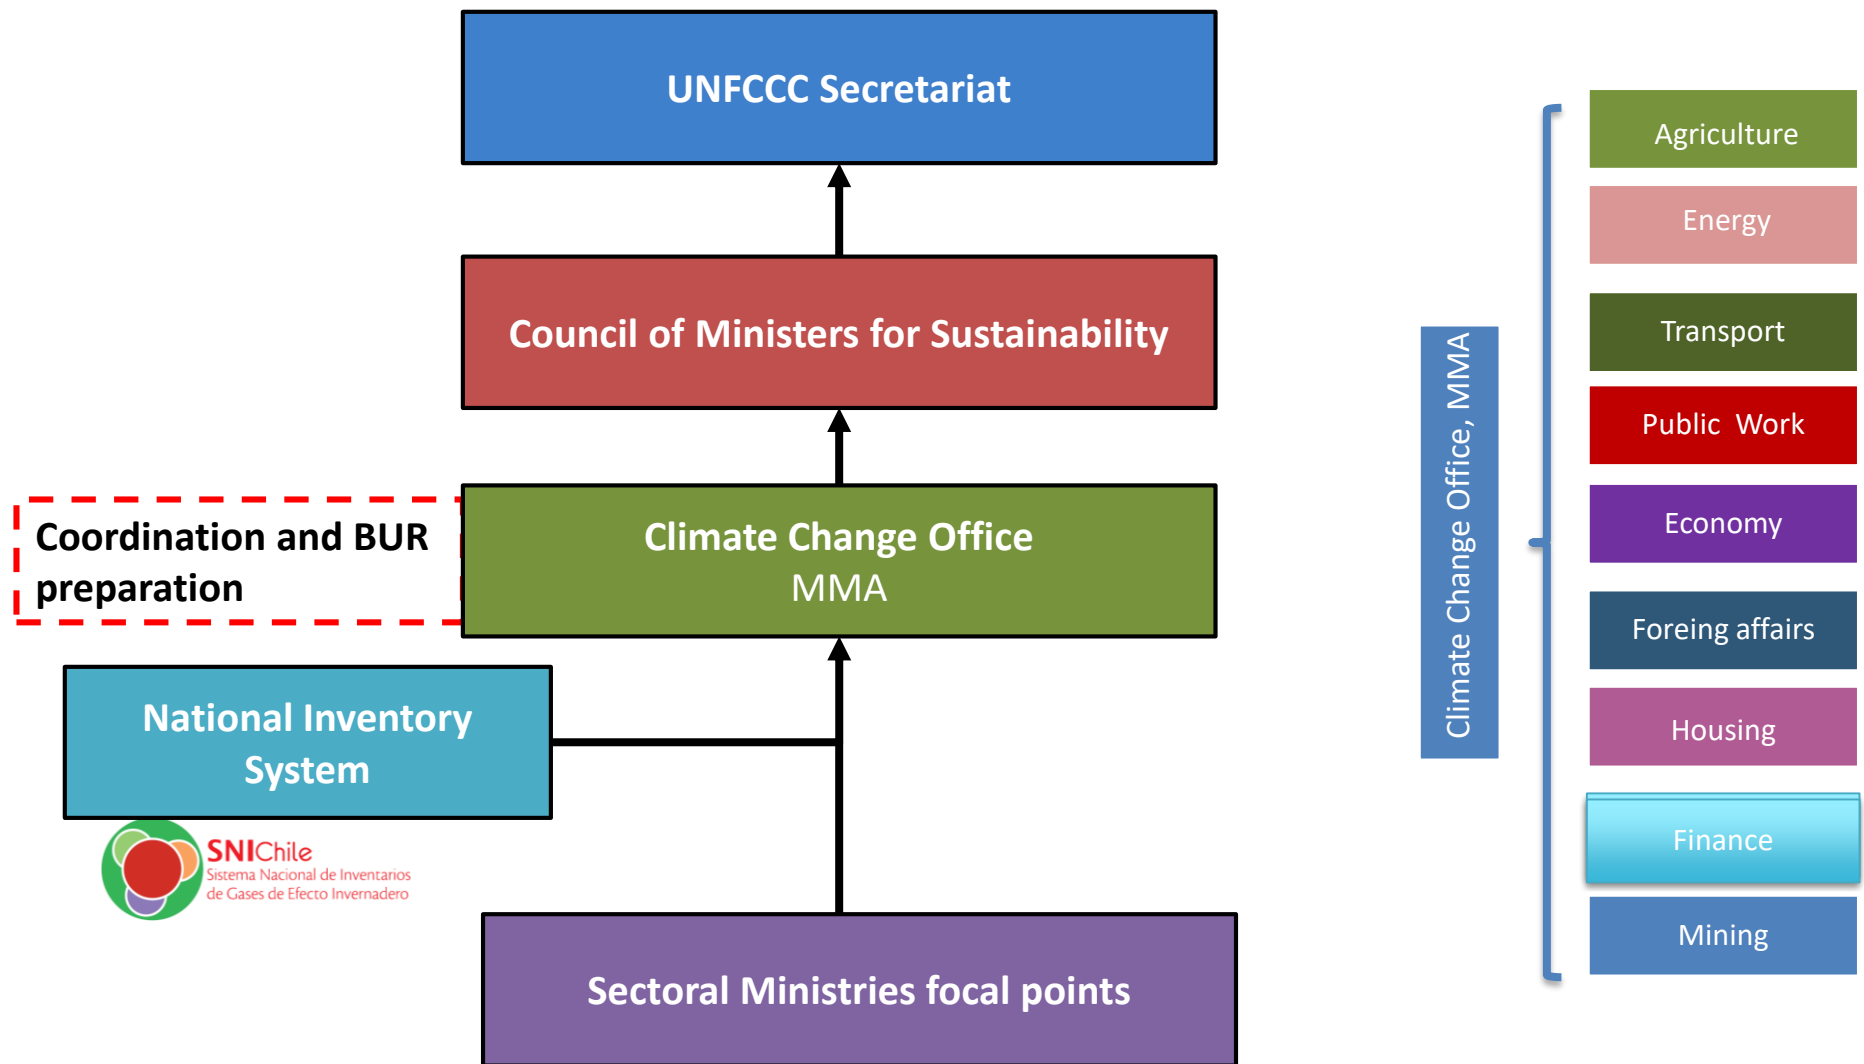 UNFCCC Secretariat
Council of Ministers for Sustainability
Coordination and BUR
preparation
Climate Change Office
MMA
National Inventory
System
SNIChile
Sistema Nacional de Inventarios
de Gases de Efecto Invernadero
Sectoral Ministries focal points
Climate Change Office, MMA
Agriculture
Energy
Transport
Public  Work
Economy
Foreing affairs
Housing
Finance
Mining